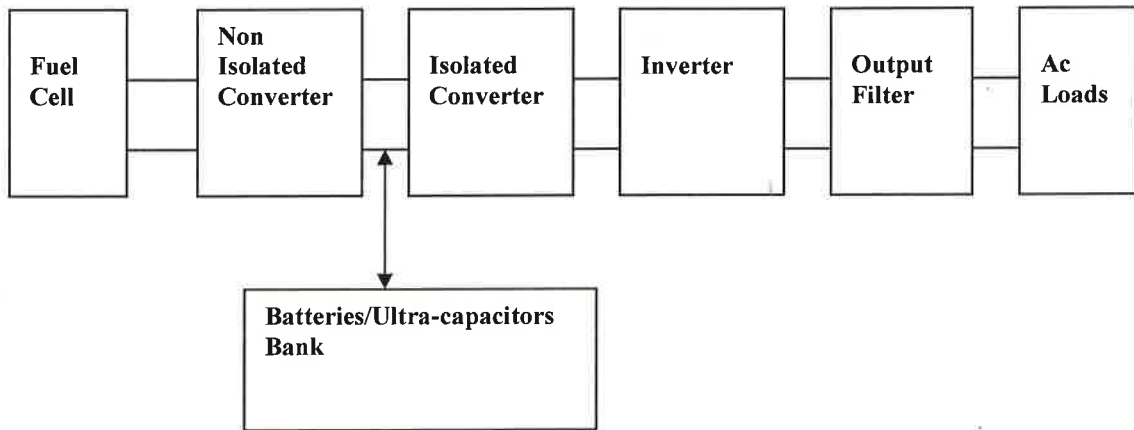 Fuel
Cell
Non
Isolated
Converter
Isolated
Converter
Inverter
Output
Filter
Ac
Loads
Batteries/Ultra-capacitors
Bank